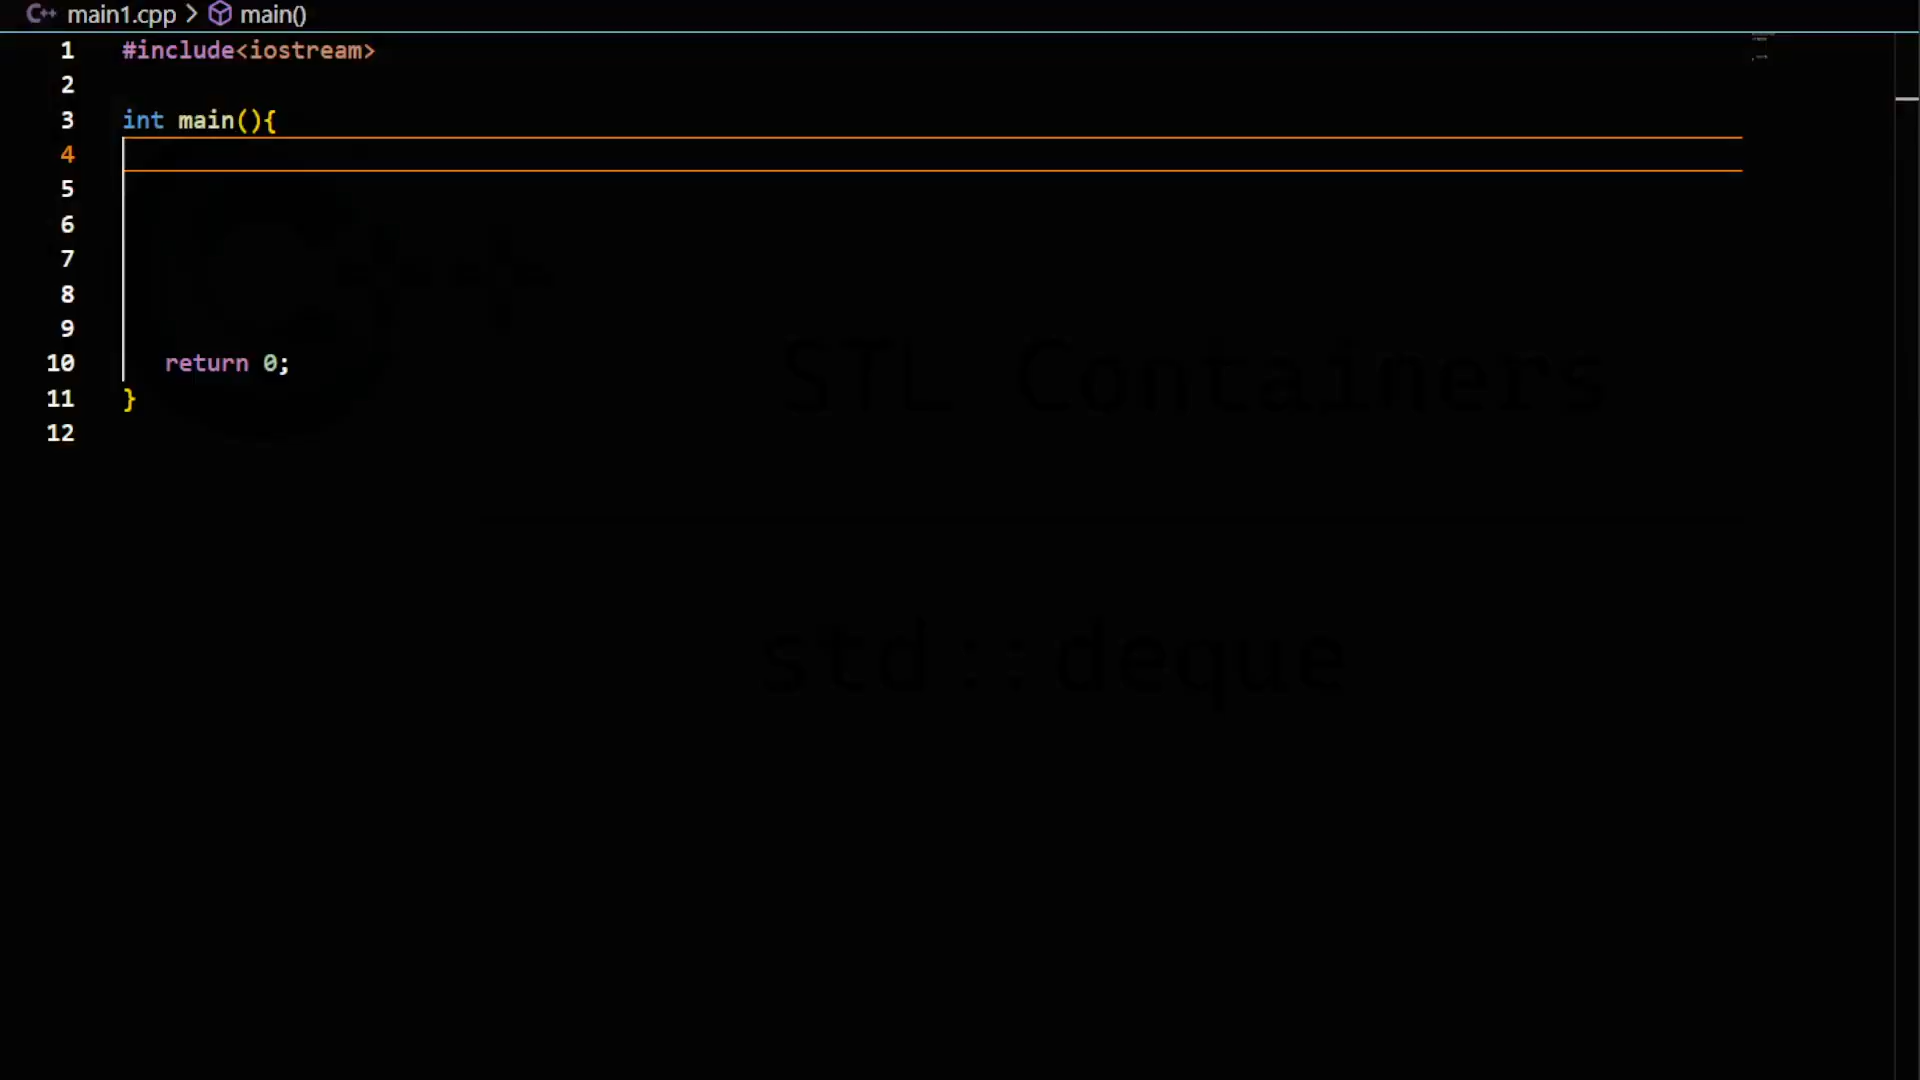 C++ main1.cpp > main()
1 #include<iostream>
2
3 int main(){
4
5
6
7
8
9
10 return 0;
11 }
12
STL Containers
std::deque